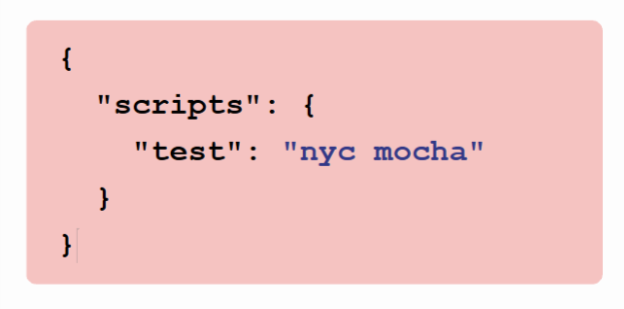 {
  "scripts": {
    "test": "nyc mocha"
  }
}